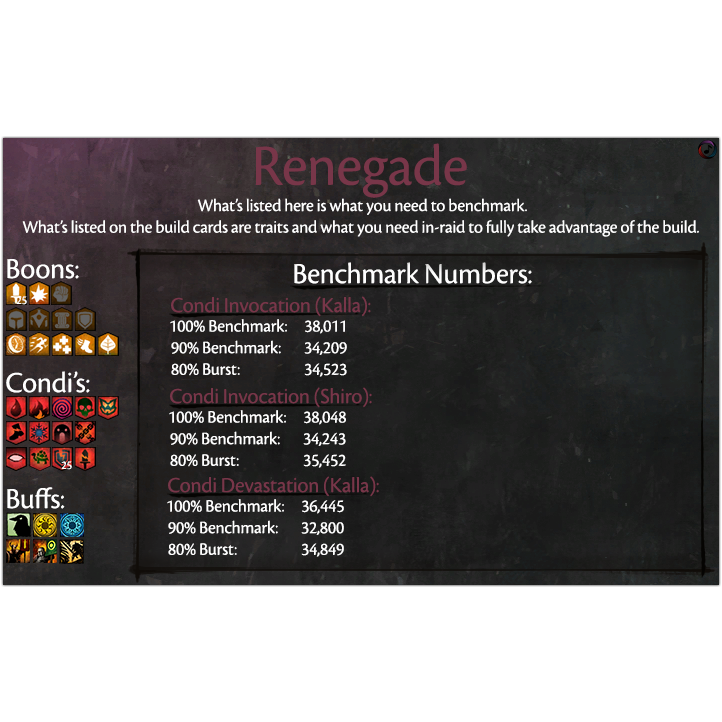 Renegade
What's listed here is what you need to benchmark.
What's listed on the build cards are traits and what you need in-raid to fully take advantage of the build.
Boons:
25
Condi's:
25
Buffs:
Benchmark Numbers:
Condi Invocation (Kalla):
100% Benchmark: 38,011
90% Benchmark: 34,209
80% Burst: 34,523
Condi Invocation (Shiro):
100% Benchmark: 38,048
90% Benchmark: 34,243
80% Burst: 35,452
Condi Devastation (Kalla):
100% Benchmark: 36,445
90% Benchmark: 32,800
80% Burst: 34,849